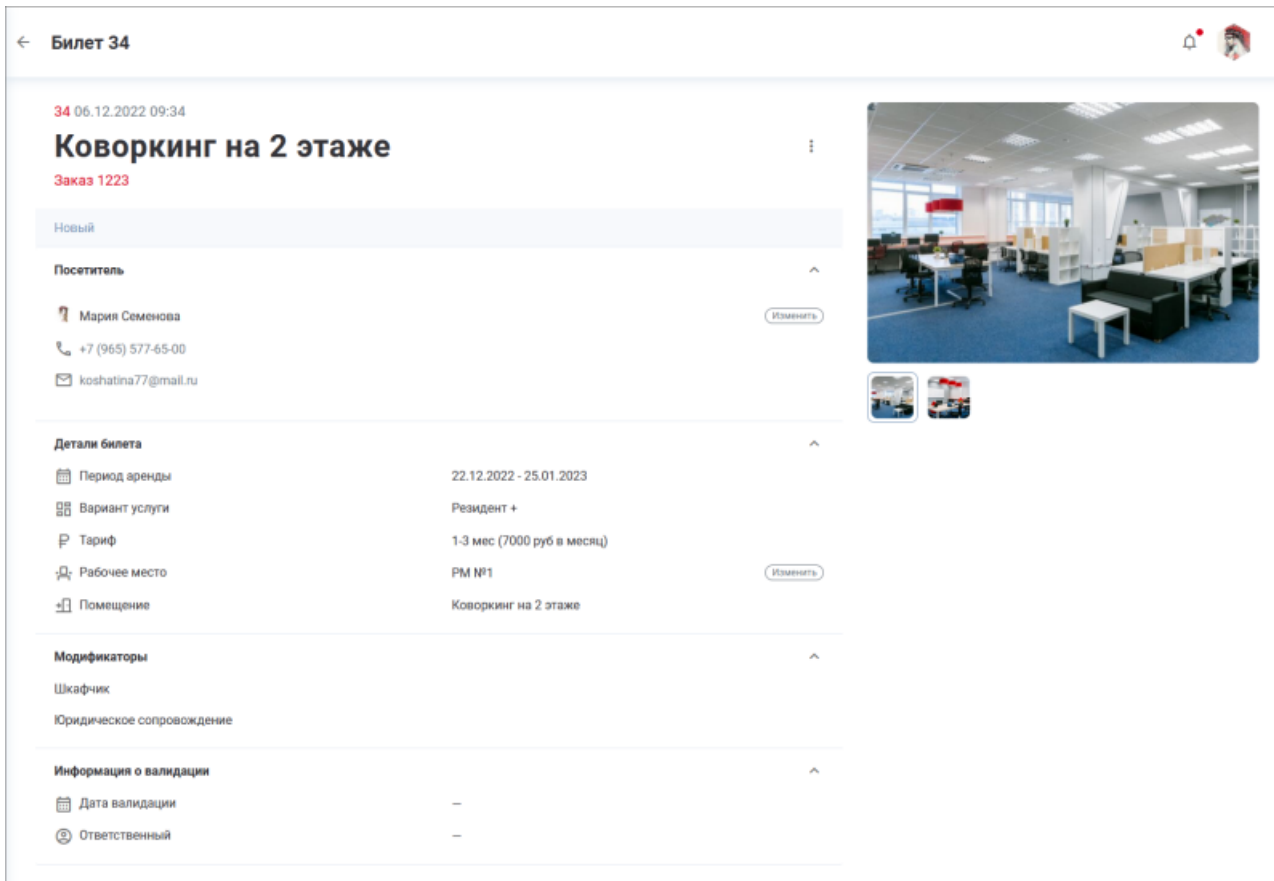 Билет 34
34 06.12.2022 09:34
Коворкинг на 2 этаже
Заказ 1223
Новый
Посетитель
Мария Семенова Изменить
+7 (965) 577-65-00
koshatina77@mail.ru
Детали билета
Период аренды 22.12.2022 - 25.01.2023
Вариант услуги Резидент +
Тариф 1-3 мес (7000 руб в месяц)
Рабочее место РМ №1 Изменить
Помещение Коворкинг на 2 этаже
Модификаторы
Шкафчик
Юридическое сопровождение
Информация о валидации
Дата валидации —
Ответственный —